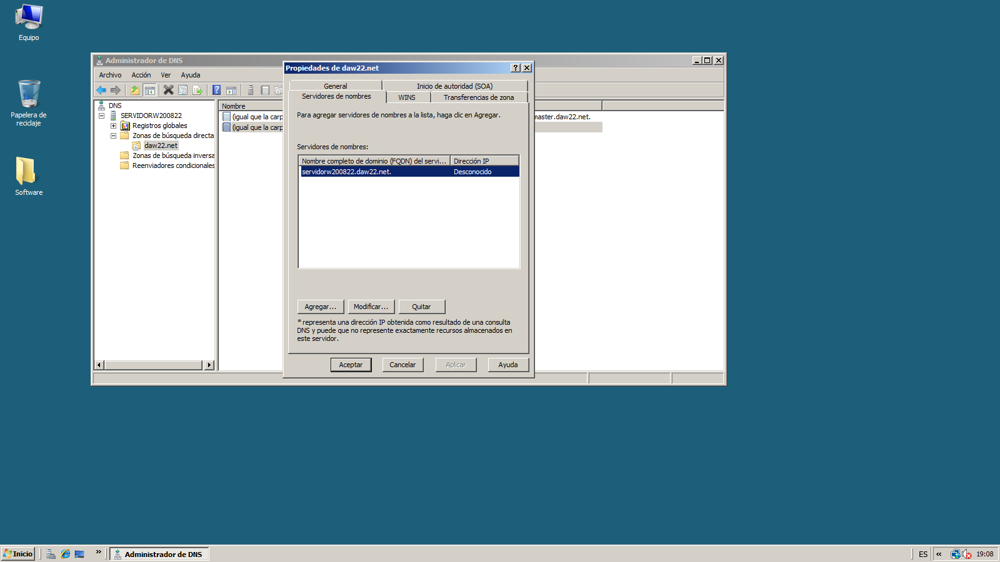 Equipo
Papelera de
reciclaje
Software
Administrador de DNS
Archivo Acción Ver Ayuda
DNS
SERVIDORW200822
Registros globales
Zonas de búsqueda directa
daw22.net
Zonas de búsqueda inversa
Reenviadores condicionales
Nombre
(igual que la carp
(igual que la carp
master.daw22.net.
Propiedades de daw22.net
General Inicio de autoridad (SOA)
Servidores de nombres WINS Transferencias de zona
Para agregar servidores de nombres a la lista, haga clic en Agregar.
Servidores de nombres:
Nombre completo de dominio (FQDN) del servi... Dirección IP
servidorw200822.daw22.net. Desconocido
Agregar... Modificar... Quitar
* representa una dirección IP obtenida como resultado de una consulta
DNS y puede que no represente exactamente recursos almacenados en
este servidor.
Aceptar Cancelar Aplicar Ayuda
Inicio
Administrador de DNS
ES
19:08